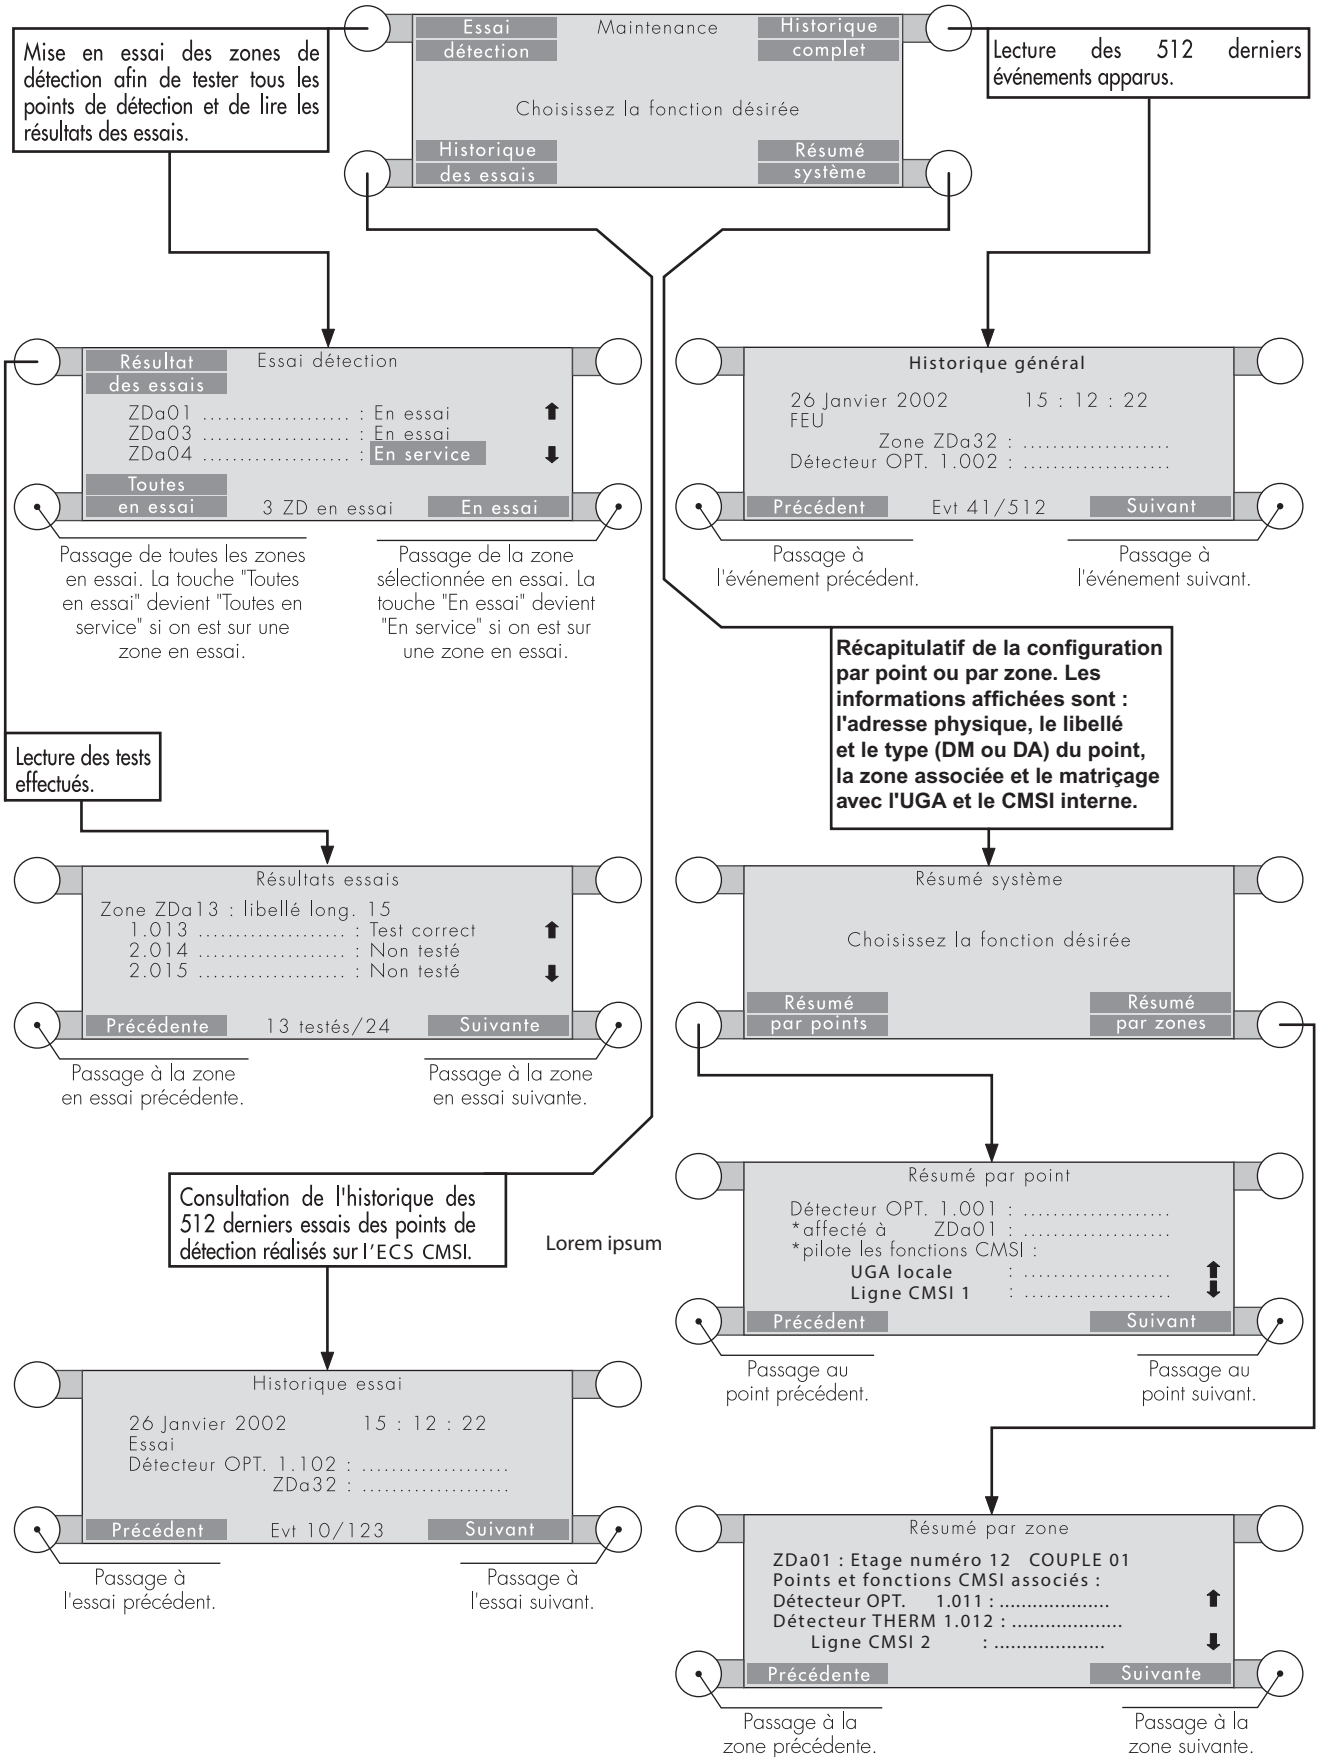 Mise en essai des zones de
détection afin de tester tous les
points de détection et de lire les
résultats des essais.
Essai
détection
Maintenance
Historique
complet
Choisissez la fonction désirée
Historique
des essais
Résumé
système
Lecture des 512 derniers
événements apparus.
Résultat
des essais
Essai détection
ZDa01 .................... : En essai
ZDa03 .................... : En essai
ZDa04 .................... : En service
Toutes
en essai
3 ZD en essai
En essai
Passage de toutes les zones
en essai. La touche "Toutes
en essai" devient "Toutes en
service" si on est sur une
zone en essai.
Passage de la zone
sélectionnée en essai. La
touche "En essai" devient
"En service" si on est sur
une zone en essai.
Historique général
26 Janvier 2002 15 : 12 : 22
FEU
Zone ZDa32 : ....................
Détecteur OPT. 1.002 : ....................
Précédent
Evt 41/512
Suivant
Passage à
l'événement précédent.
Passage à
l'événement suivant.
Récapitulatif de la configuration
par point ou par zone. Les
informations affichées sont :
l'adresse physique, le libellé
et le type (DM ou DA) du point,
la zone associée et le matriçage
avec l'UGA et le CMSI interne.
Lecture des tests
effectués.
Résultats essais
Zone ZDa13 : libellé long. 15
1.013 .................... : Test correct
2.014 .................... : Non testé
2.015 .................... : Non testé
Précédente
13 testés/24
Suivante
Passage à la zone
en essai précédente.
Passage à la zone
en essai suivante.
Résumé système
Choisissez la fonction désirée
Résumé
par points
Résumé
par zones
Consultation de l'historique des
512 derniers essais des points de
détection réalisés sur l'ECS CMSI.
Lorem ipsum
Résumé par point
Détecteur OPT. 1.001 : ....................
*affecté à ZDa01 : ....................
*pilote les fonctions CMSI :
UGA locale : ....................
Ligne CMSI 1 : ....................
Précédent
Suivant
Passage au
point précédent.
Passage au
point suivant.
Historique essai
26 Janvier 2002 15 : 12 : 22
Essai
Détecteur OPT. 1.102 : ....................
ZDa32 : ....................
Précédent
Evt 10/123
Suivant
Passage à
l'essai précédent.
Passage à
l'essai suivant.
Résumé par zone
ZDa01 : Etage numéro 12 COUPLE 01
Points et fonctions CMSI associés :
Détecteur OPT. 1.011 : ....................
Détecteur THERM 1.012 : ....................
Ligne CMSI 2 : ....................
Précédente
Suivante
Passage à la
zone précédente.
Passage à la
zone suivante.